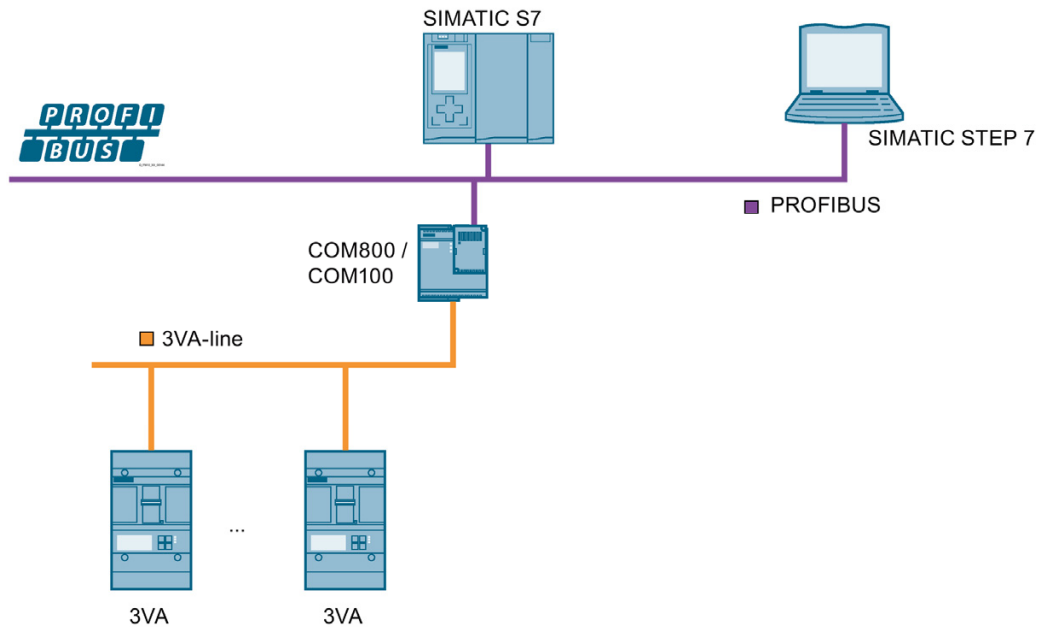 SIMATIC S7
PROFI
BUS
SIMATIC STEP 7
PROFIBUS
COM800 /
COM100
3VA-line
...
3VA
3VA